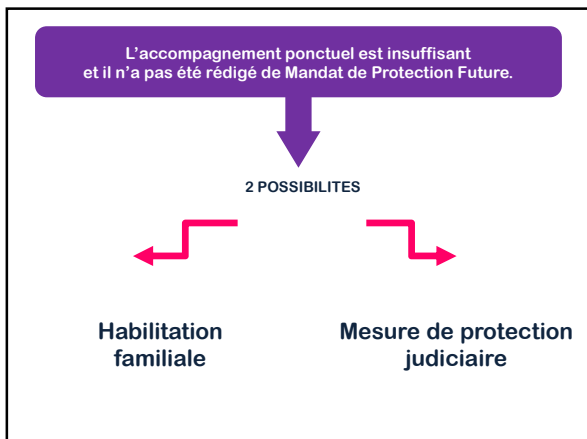 L'accompagnement ponctuel est insuffisant
et il n'a pas été rédigé de Mandat de Protection Future.
2 POSSIBILITES
Habilitation
familiale
Mesure de protection
judiciaire